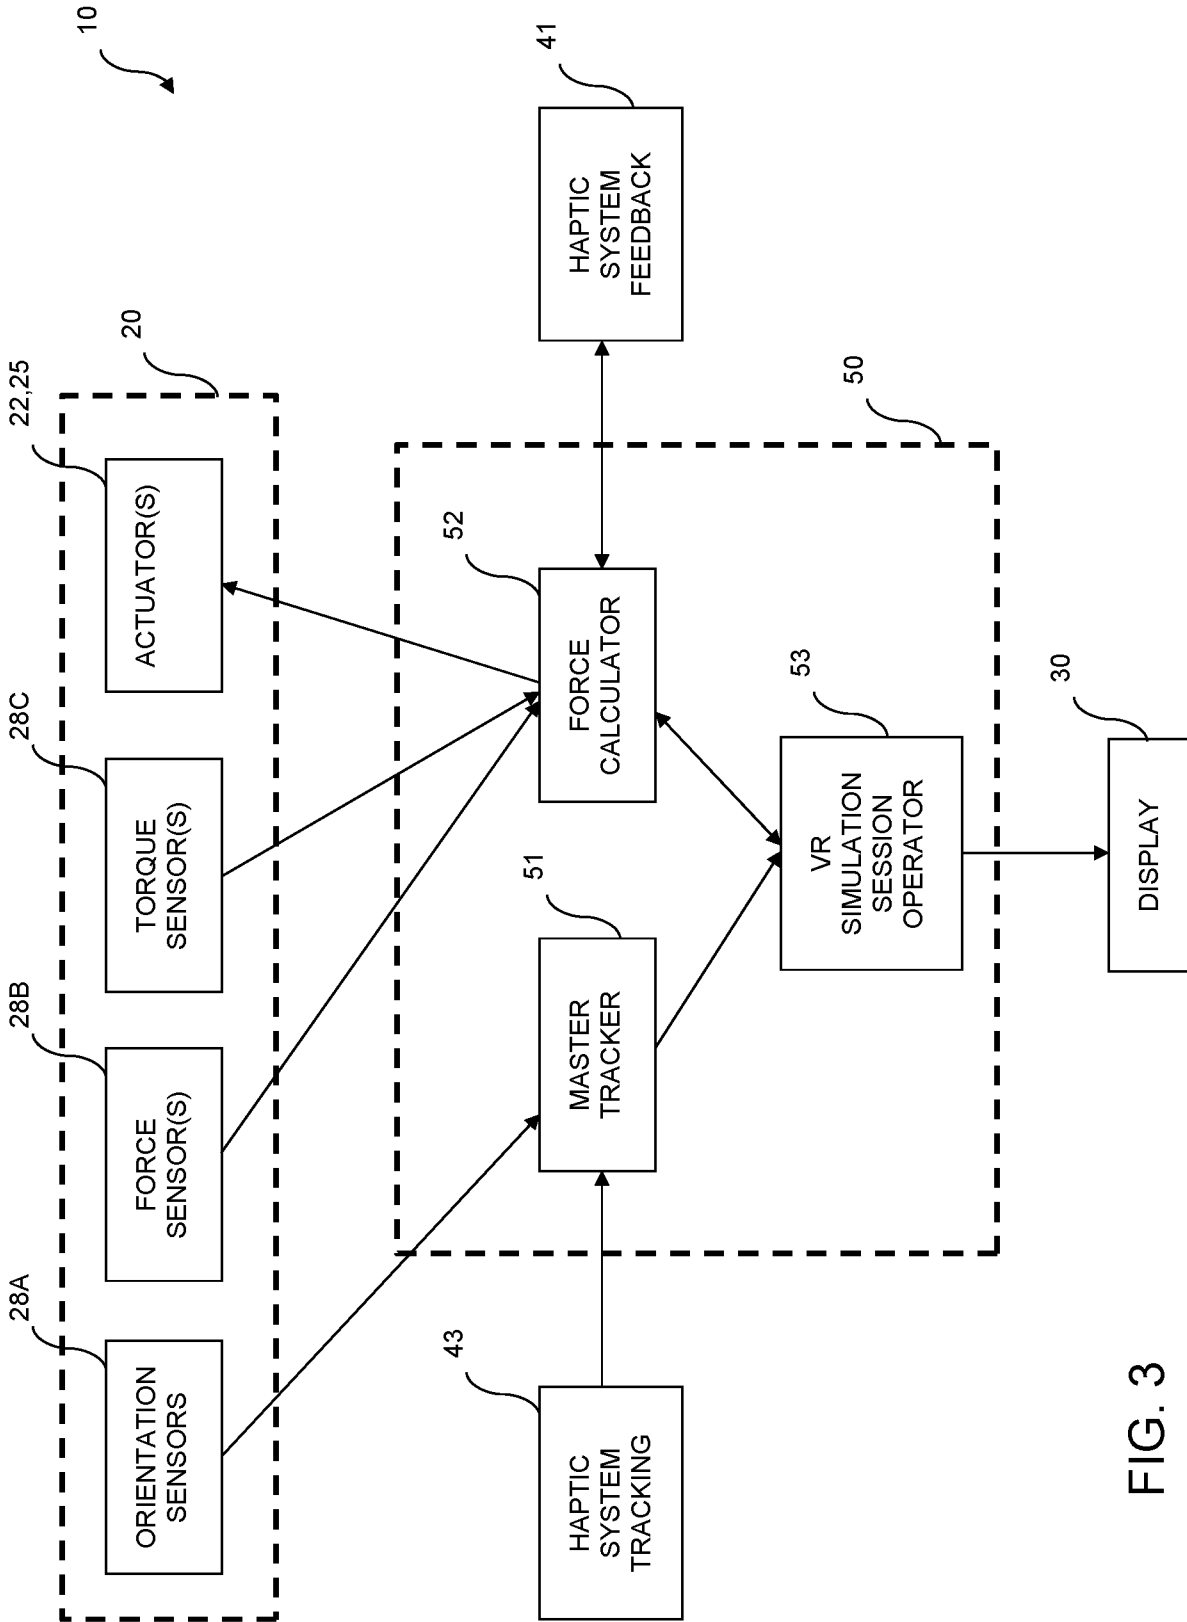 10
20
28A
ORIENTATION
SENSORS
28B
FORCE
SENSOR(S)
28C
TORQUE
SENSOR(S)
22,25
ACTUATOR(S)
50
43
HAPTIC
SYSTEM
TRACKING
51
MASTER
TRACKER
52
FORCE
CALCULATOR
41
HAPTIC
SYSTEM
FEEDBACK
53
VR
SIMULATION
SESSION
OPERATOR
30
DISPLAY
FIG. 3